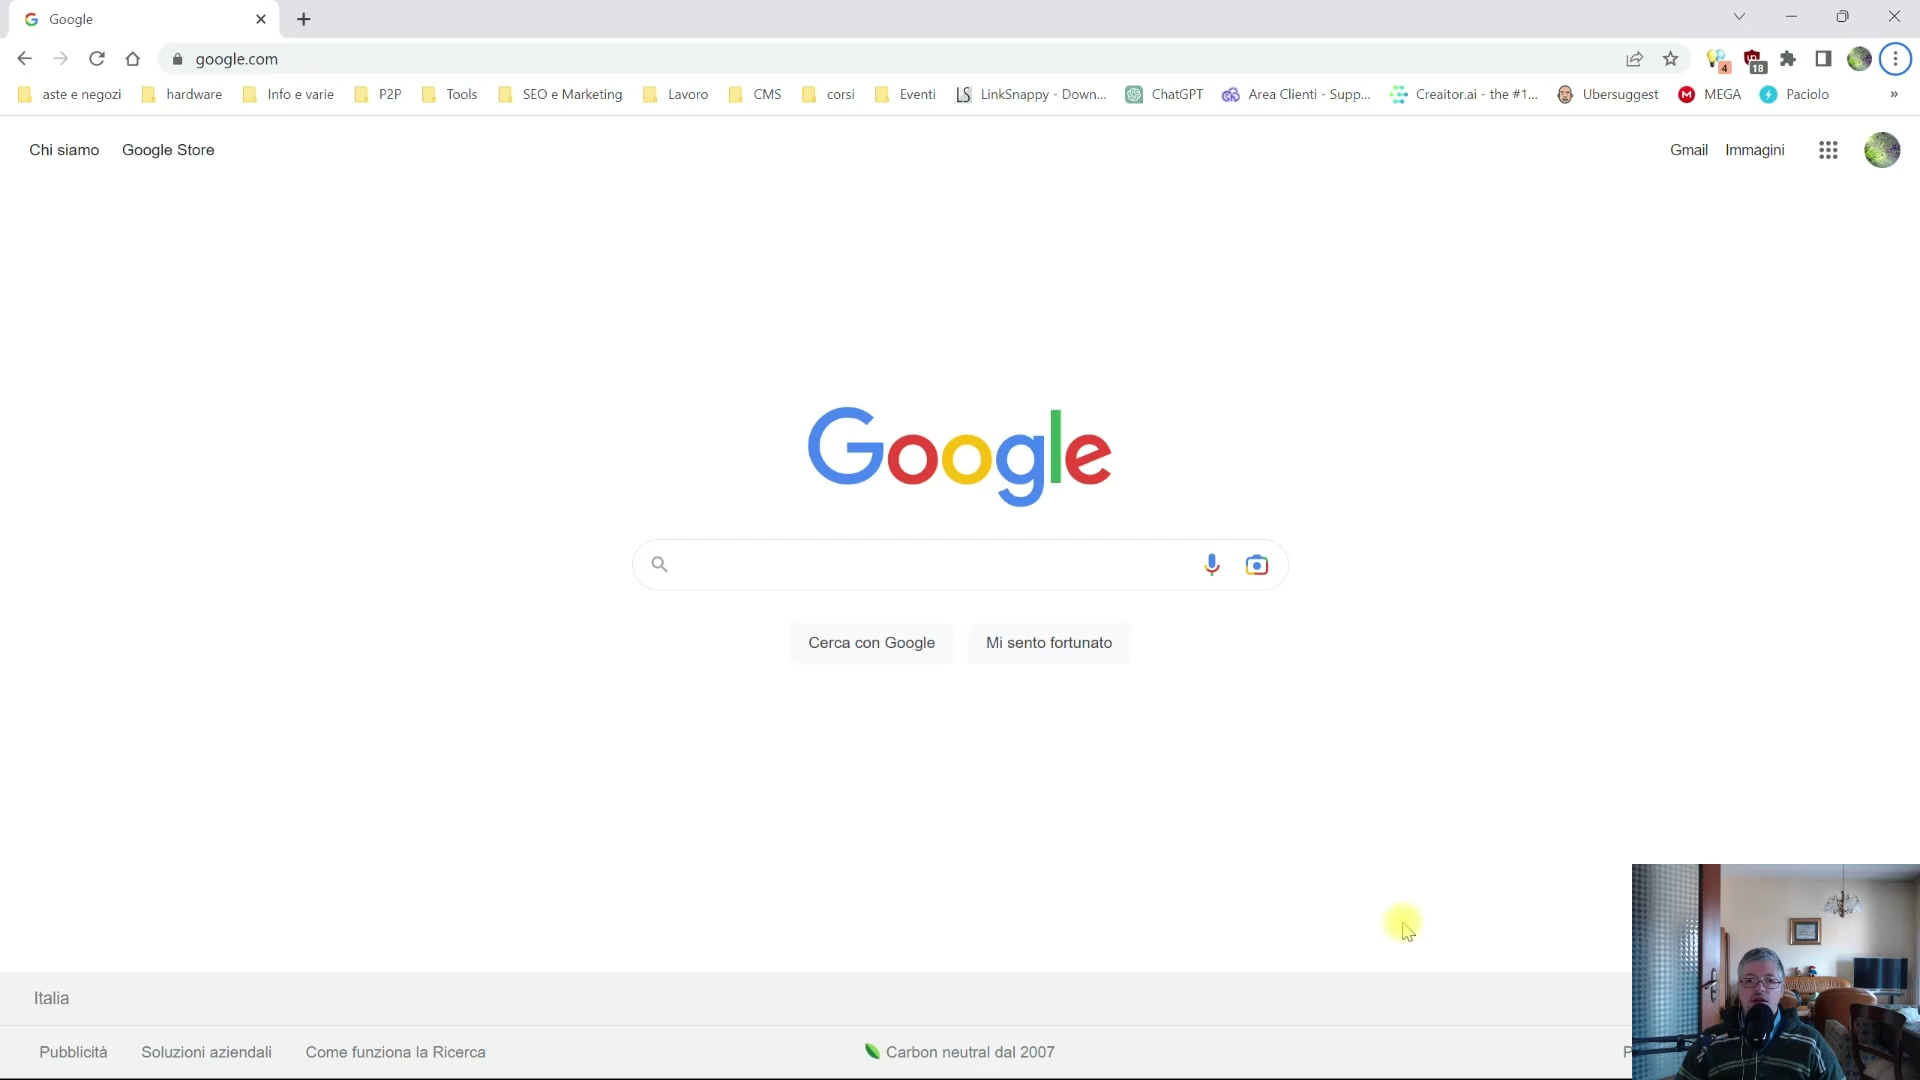 Google
google.com
4
18
aste e negozi hardware Info e varie P2P Tools SEO e Marketing Lavoro CMS corsi Eventi LinkSnappy - Down... ChatGPT Area Clienti - Supp... Creaitor.ai - the #1... Ubersuggest MEGA Paciolo »
Chi siamo Google Store Gmail Immagini
Google
Cerca con Google Mi sento fortunato
Italia
Pubblicità Soluzioni aziendali Come funziona la Ricerca Carbon neutral dal 2007